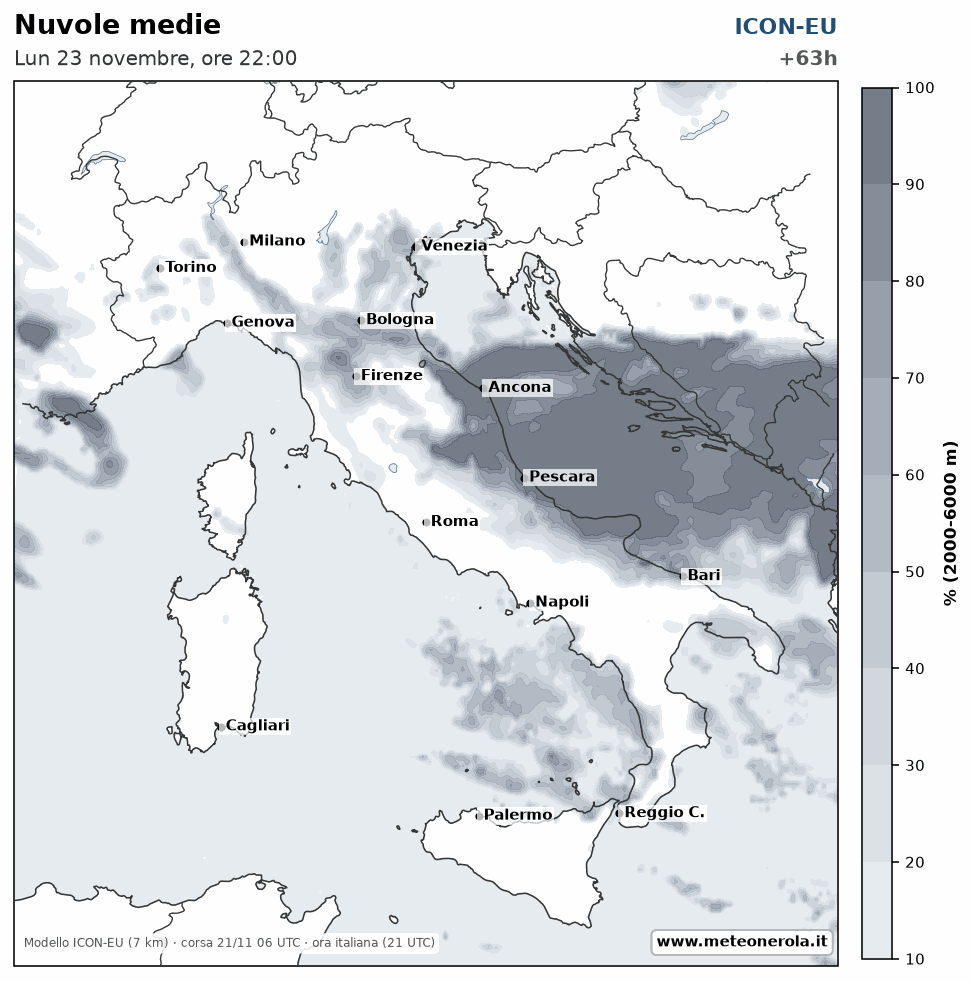 Nuvole medie
ICON-EU
Lun 23 novembre, ore 22:00
+63h
100
90
80
70
60
50
40
30
20
10
% (2000-6000 m)
Milano
Venezia
Torino
Genova
Bologna
Firenze
Ancona
Pescara
Roma
Bari
Napoli
Cagliari
Palermo
Reggio C.
Modello ICON-EU (7 km) · corsa 21/11 06 UTC · ora italiana (21 UTC)
www.meteonerola.it